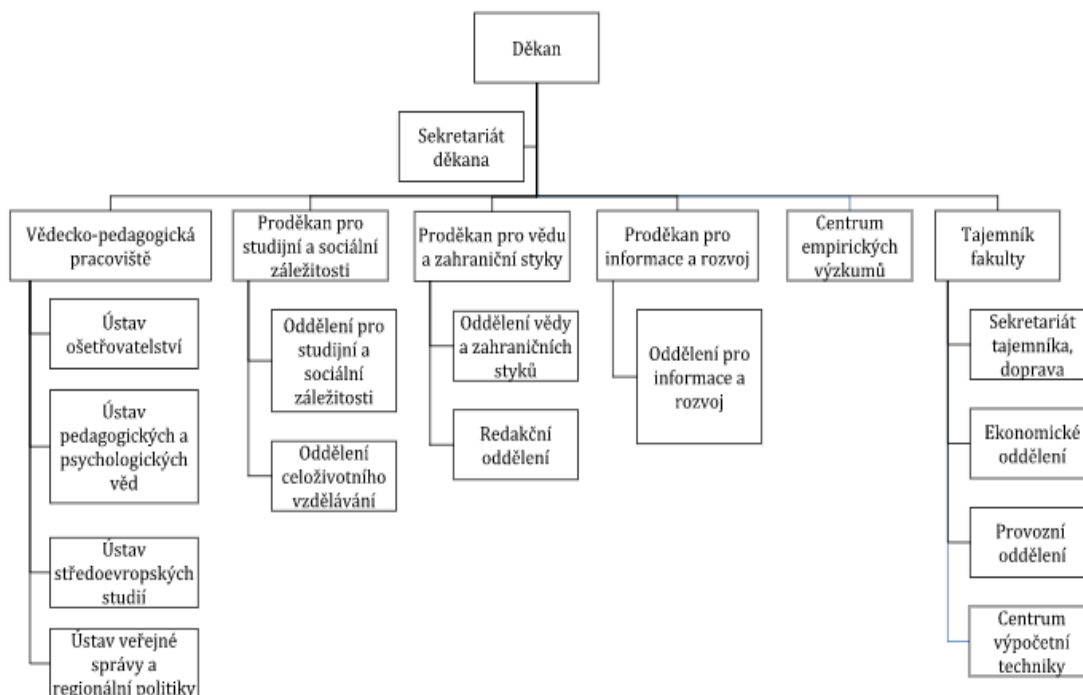 Děkan
Sekretariát
děkana
Vědecko-pedagogická
pracoviště
Proděkan pro
studijní a sociální
záležitosti
Proděkan pro vědu
a zahraniční styky
Proděkan pro
informace a rozvoj
Centrum
empirických
výzkumů
Tajemník
fakulty
Ústav
ošetřovatelství
Ústav
pedagogických a
psychologických
věd
Ústav
středoevropských
studií
Ústav veřejné
správy a
regionální politiky
Oddělení pro
studijní a
sociální
záležitosti
Oddělení
celoživotního
vzdělávání
Oddělení vědy
a zahraničních
styků
Redakční
oddělení
Oddělení pro
informace a
rozvoj
Sekretariát
tajemníka,
doprava
Ekonomické
oddělení
Provozní
oddělení
Centrum
výpočetní
techniky